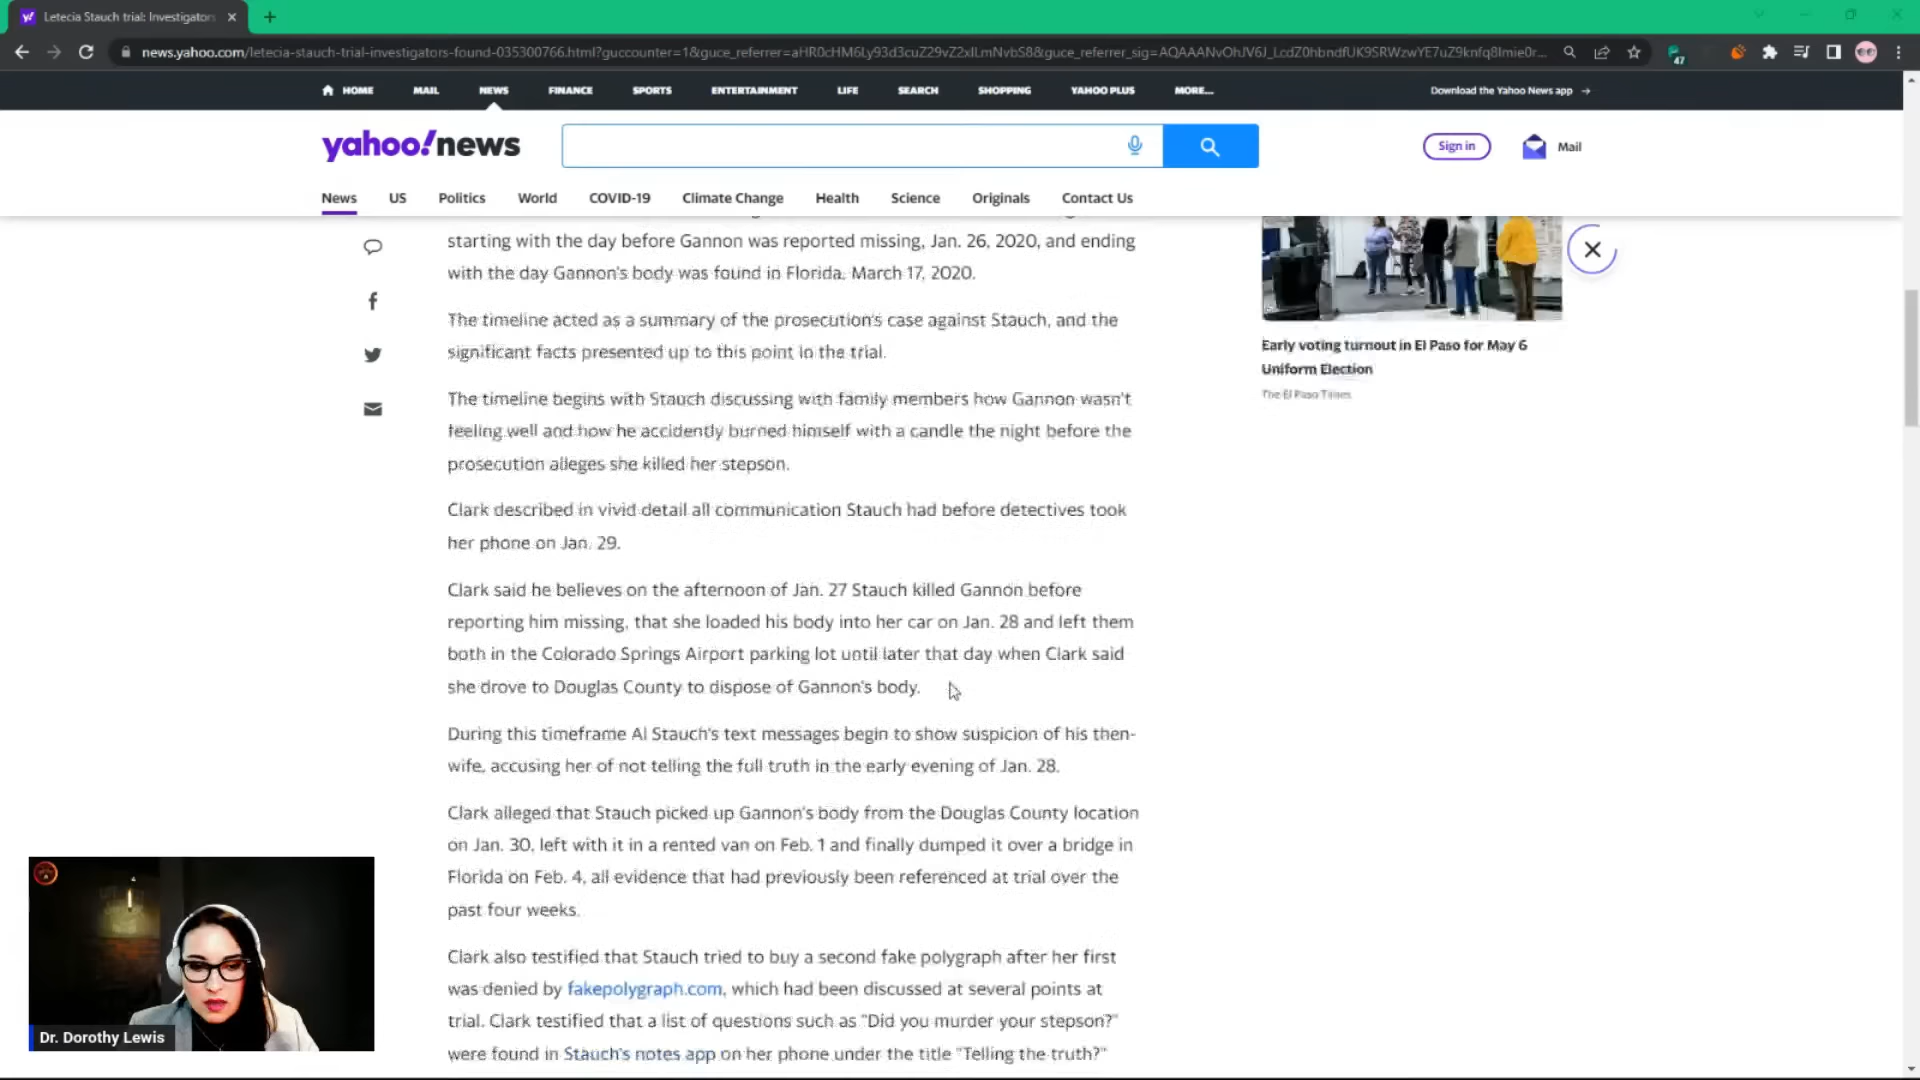 Letecia Stauch trial: Investigators
news.yahoo.com/letecia-stauch-trial-investigators-found-035300766.html?guccounter=1&guce_referrer=
47
HOME MAIL NEWS FINANCE SPORTS ENTERTAINMENT LIFE SEARCH SHOPPING YAHOO PLUS MORE... Download the Yahoo News app →
yahoo!news
Sign in Mail
News US Politics World COVID-19 Climate Change Health Science Originals Contact Us
starting with the day before Gannon was reported missing, Jan. 26, 2020, and ending
with the day Gannon's body was found in Florida, March 17, 2020.
The timeline acted as a summary of the prosecution's case against Stauch, and the
significant facts presented up to this point in the trial.
The timeline begins with Stauch discussing with family members how Gannon wasn't
feeling well and how he accidently burned himself with a candle the night before the
prosecution alleges she killed her stepson.
Clark described in vivid detail all communication Stauch had before detectives took
her phone on Jan. 29.
Clark said he believes on the afternoon of Jan. 27 Stauch killed Gannon before
reporting him missing, that she loaded his body into her car on Jan. 28 and left them
both in the Colorado Springs Airport parking lot until later that day when Clark said
she drove to Douglas County to dispose of Gannon's body.
During this timeframe Al Stauch's text messages begin to show suspicion of his then-
wife, accusing her of not telling the full truth in the early evening of Jan. 28.
Clark alleged that Stauch picked up Gannon's body from the Douglas County location
on Jan. 30, left with it in a rented van on Feb. 1 and finally dumped it over a bridge in
Florida on Feb. 4, all evidence that had previously been referenced at trial over the
past four weeks.
Clark also testified that Stauch tried to buy a second fake polygraph after her first
was denied by fakepolygraph.com, which had been discussed at several points at
trial. Clark testified that a list of questions such as "Did you murder your stepson?"
were found in Stauch's notes app on her phone under the title "Telling the truth?"
Early voting turnout in El Paso for May 6
Uniform Election
The El Paso Times
Dr. Dorothy Lewis